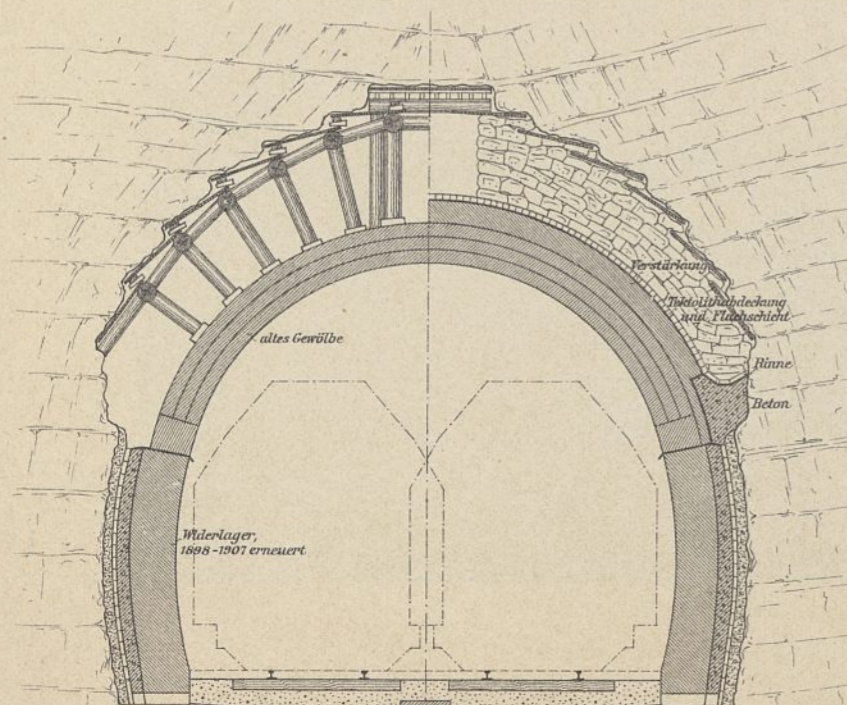 Verstärkung
Tektolithabdeckung
und Flachschicht
altes Gewölbe
Rinne
Beton
Widerlager,
1898-1907 erneuert